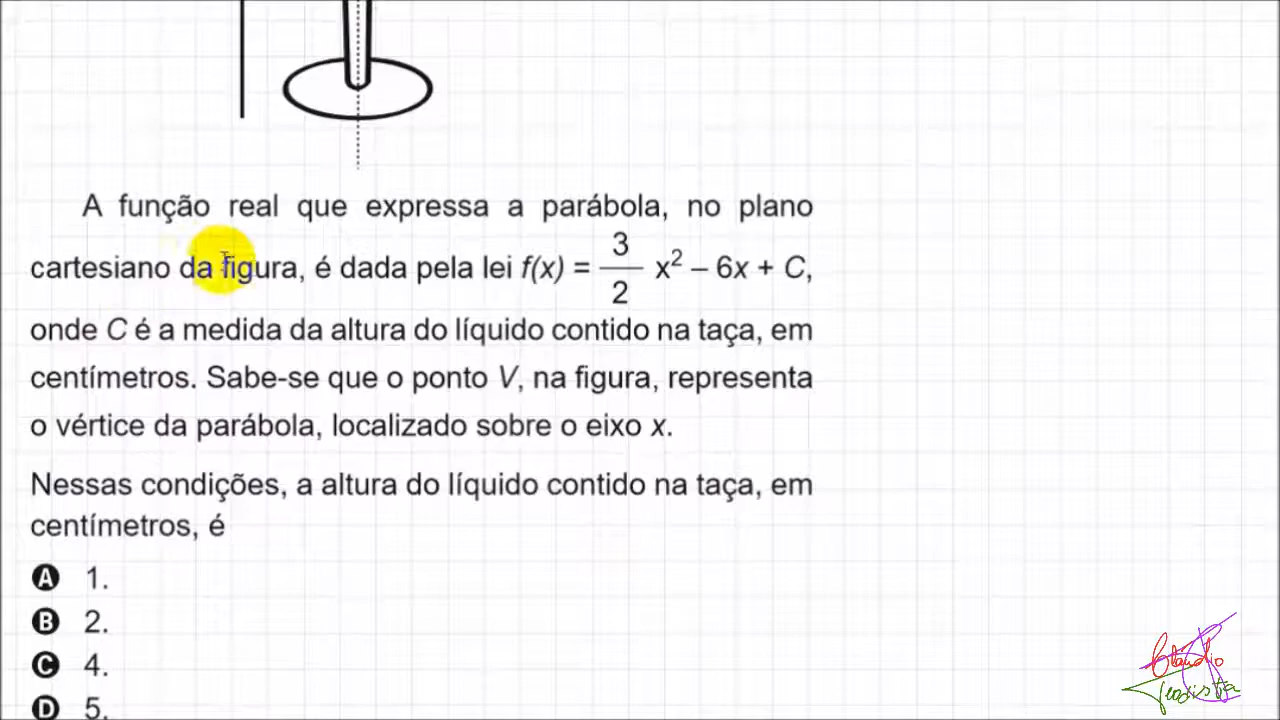 A função real que expressa a parábola, no plano
cartesiano da figura, é dada pela lei f(x) = 3/2 x² – 6x + C,
onde C é a medida da altura do líquido contido na taça, em
centímetros. Sabe-se que o ponto V, na figura, representa
o vértice da parábola, localizado sobre o eixo x.
Nessas condições, a altura do líquido contido na taça, em
centímetros, é
A 1.
B 2.
C 4.
D 5.